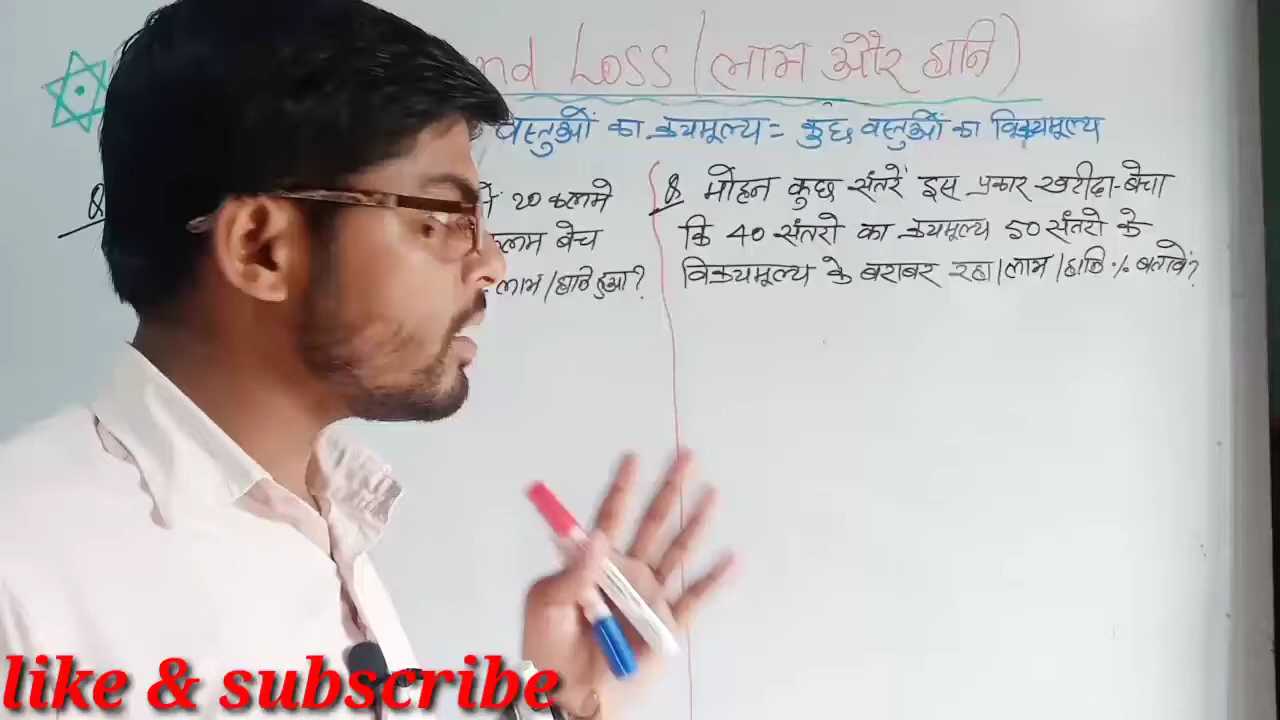 nd Loss (लाभ और हानि)
वस्तुओं का क्रयमूल्य = कुछ वस्तुओं का विक्रयमूल्य
Q
20 कलमे
बेच
लाभ/हानि हुआ?
Q मोहन कुछ संतरें इस प्रकार खरीदा-बेचा
कि 40 संतरो का क्रयमूल्य 50 संतरो के
विक्रयमूल्य के बराबर रहा/लाभ/हानि % बतावें?
like & subscribe